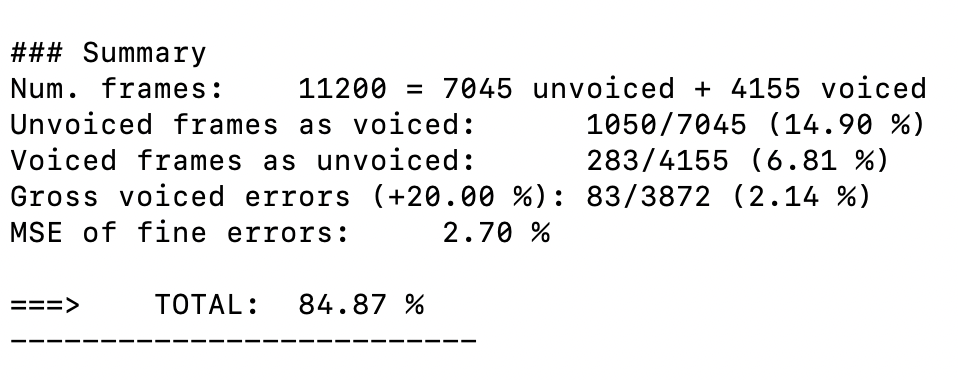 ### Summary
Num. frames:    11200 = 7045 unvoiced + 4155 voiced
Unvoiced frames as voiced:      1050/7045 (14.90 %)
Voiced frames as unvoiced:      283/4155 (6.81 %)
Gross voiced errors (+20.00 %): 83/3872 (2.14 %)
MSE of fine errors:     2.70 %
===>    TOTAL:  84.87 %
--------------------------